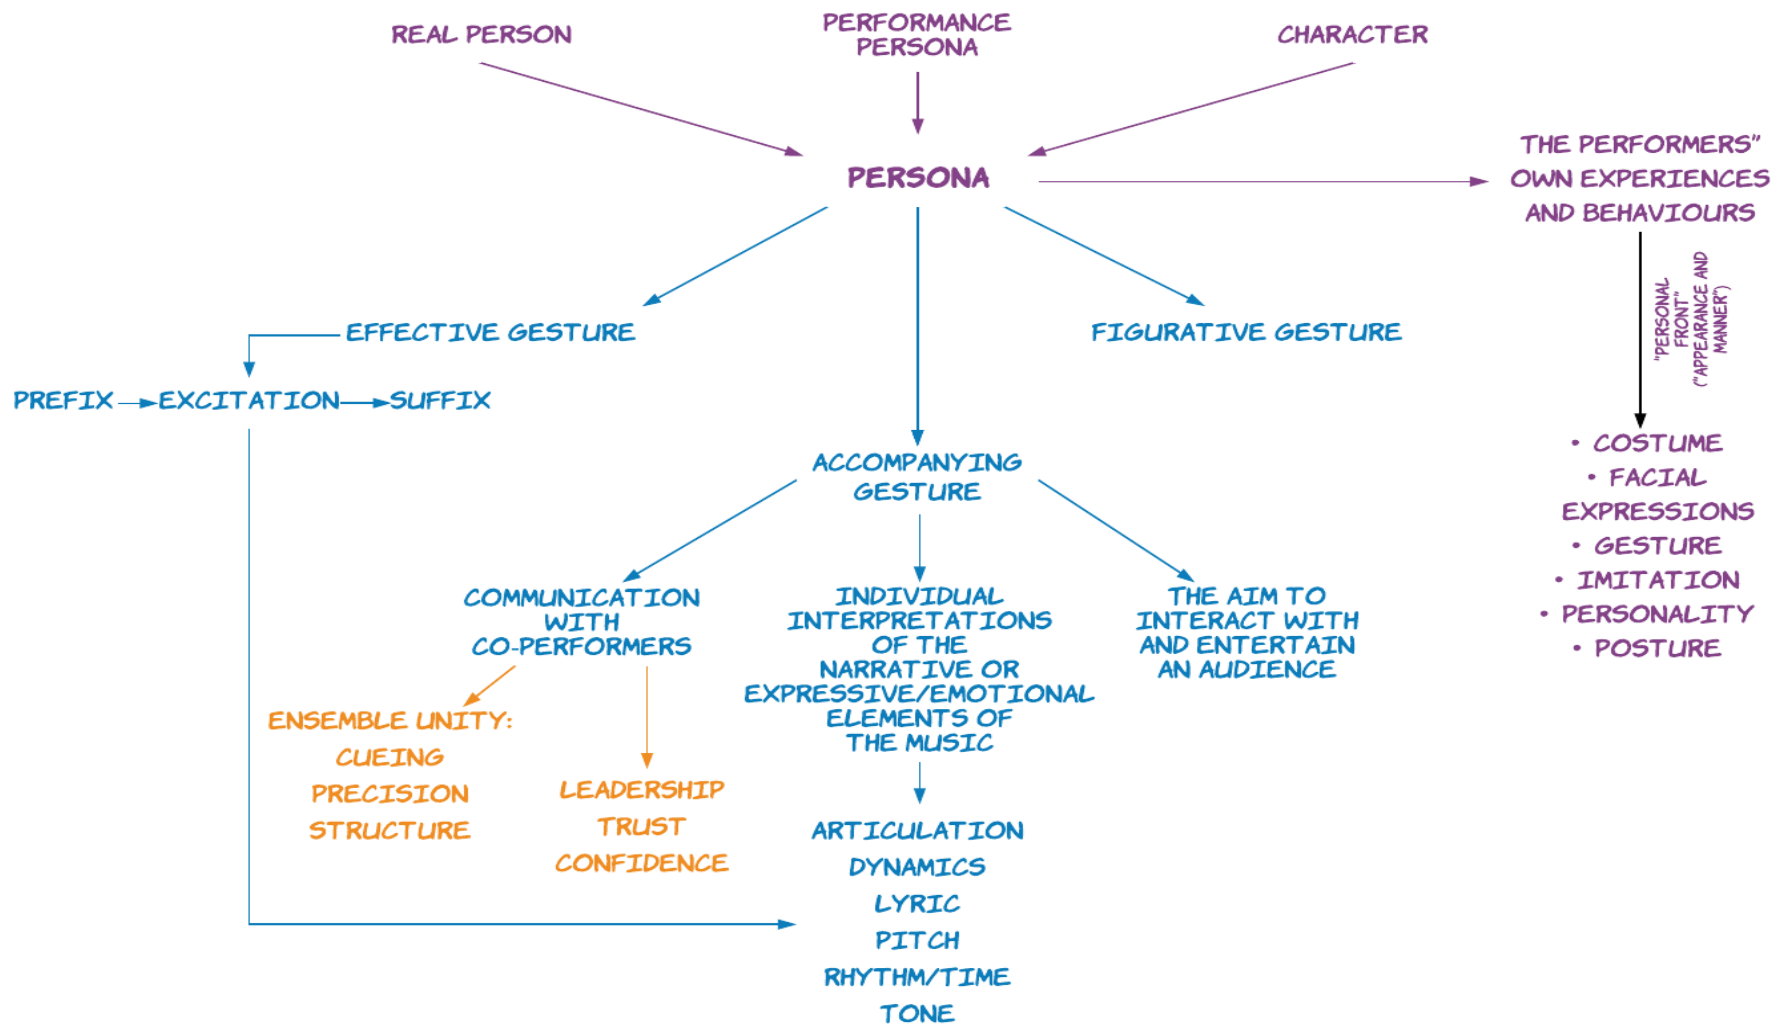 REAL PERSON
PERFORMANCE
PERSONA
CHARACTER
PERSONA
THE PERFORMERS"
OWN EXPERIENCES
AND BEHAVIOURS
"PERSONAL
FRONT"
("APPEARANCE AND
MANNER")
EFFECTIVE GESTURE
FIGURATIVE GESTURE
PREFIX
EXCITATION
SUFFIX
ACCOMPANYING
GESTURE
• COSTUME
• FACIAL
EXPRESSIONS
• GESTURE
• IMITATION
• PERSONALITY
• POSTURE
COMMUNICATION
WITH
CO-PERFORMERS
INDIVIDUAL
INTERPRETATIONS
OF THE
NARRATIVE OR
EXPRESSIVE/EMOTIONAL
ELEMENTS OF
THE MUSIC
THE AIM TO
INTERACT WITH
AND ENTERTAIN
AN AUDIENCE
ENSEMBLE UNITY:
CUEING
PRECISION
STRUCTURE
LEADERSHIP
TRUST
CONFIDENCE
ARTICULATION
DYNAMICS
LYRIC
PITCH
RHYTHM/TIME
TONE